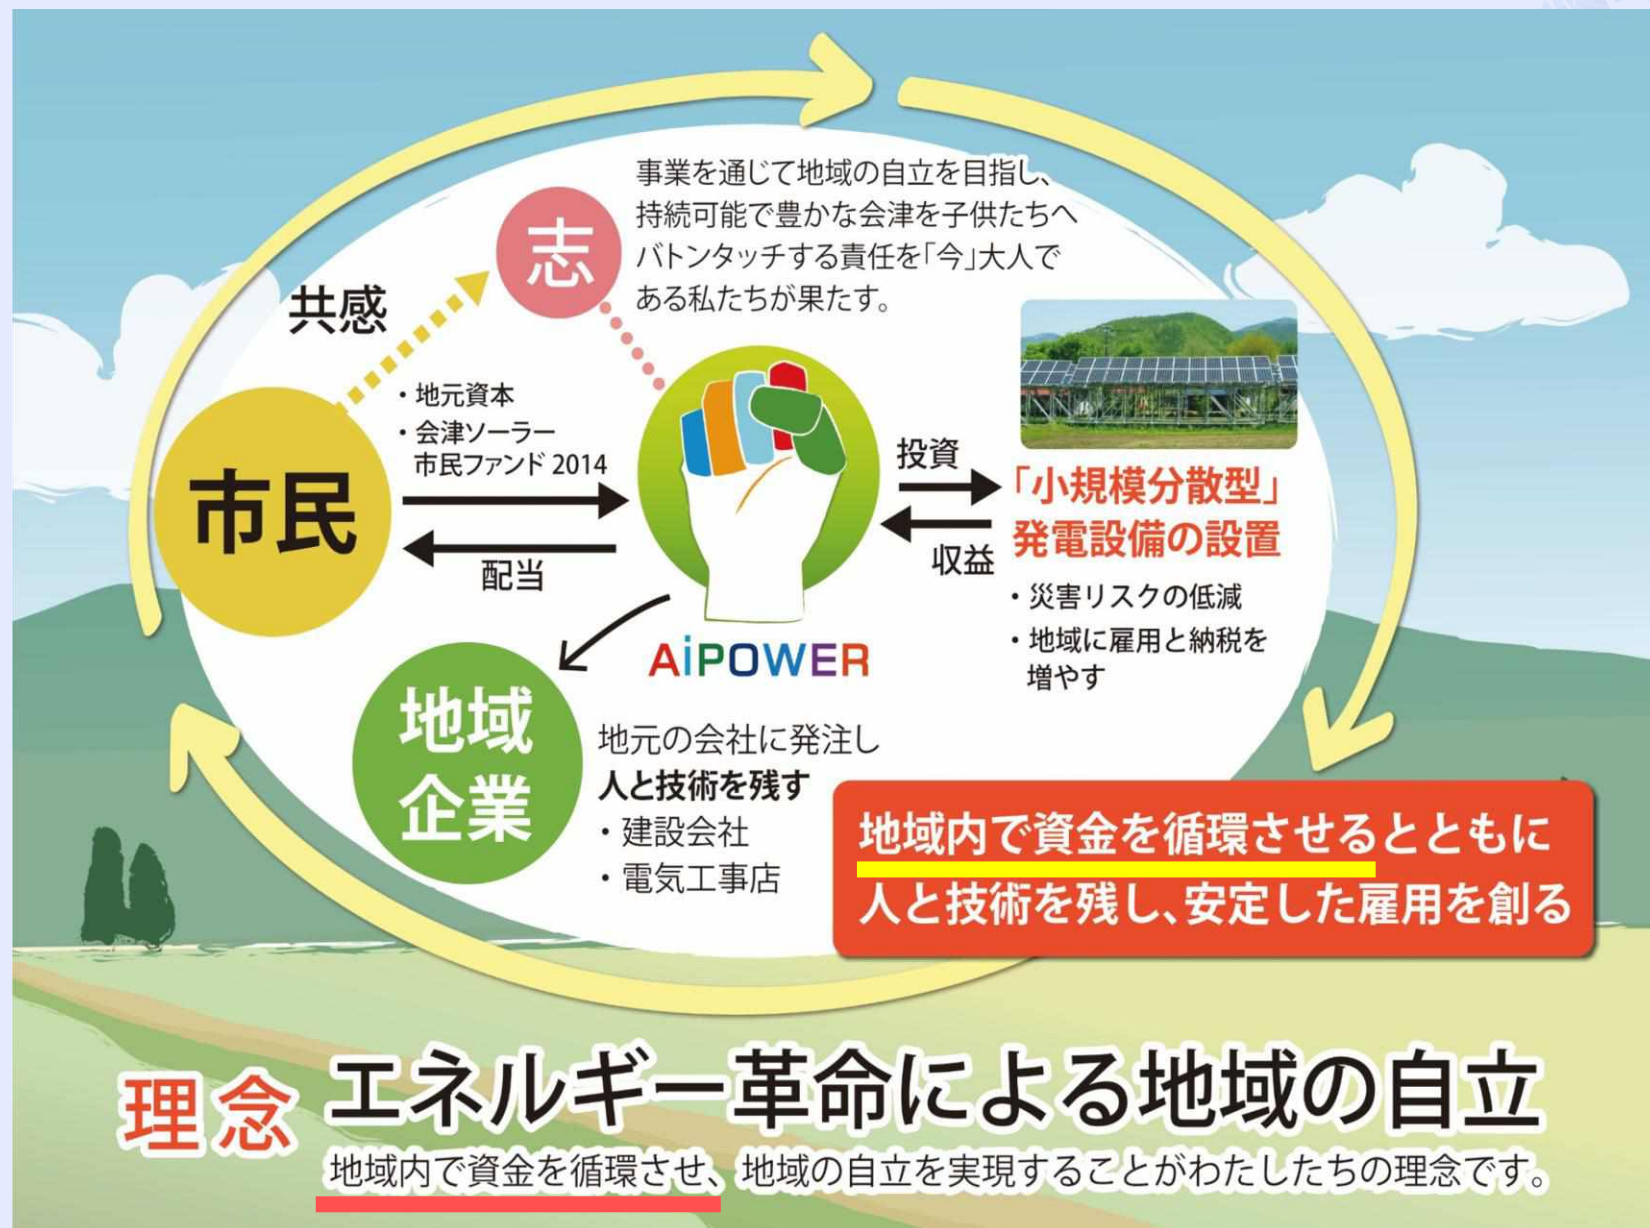 事業を通じて地域の自立を目指し、
持続可能で豊かな会津を子供たちへ
バトンタッチする責任を「今」大人で
ある私たちが果たす。
志
共感
・地元資本
・会津ソーラー
市民ファンド 2014
市民
配当
投資
収益
「小規模分散型」
発電設備の設置
・災害リスクの低減
・地域に雇用と納税を
増やす
AiPOWER
地域
企業
地元の会社に発注し
人と技術を残す
・建設会社
・電気工事店
地域内で資金を循環させるとともに
人と技術を残し、安定した雇用を創る
理念 エネルギー革命による地域の自立
地域内で資金を循環させ、地域の自立を実現することがわたしたちの理念です。